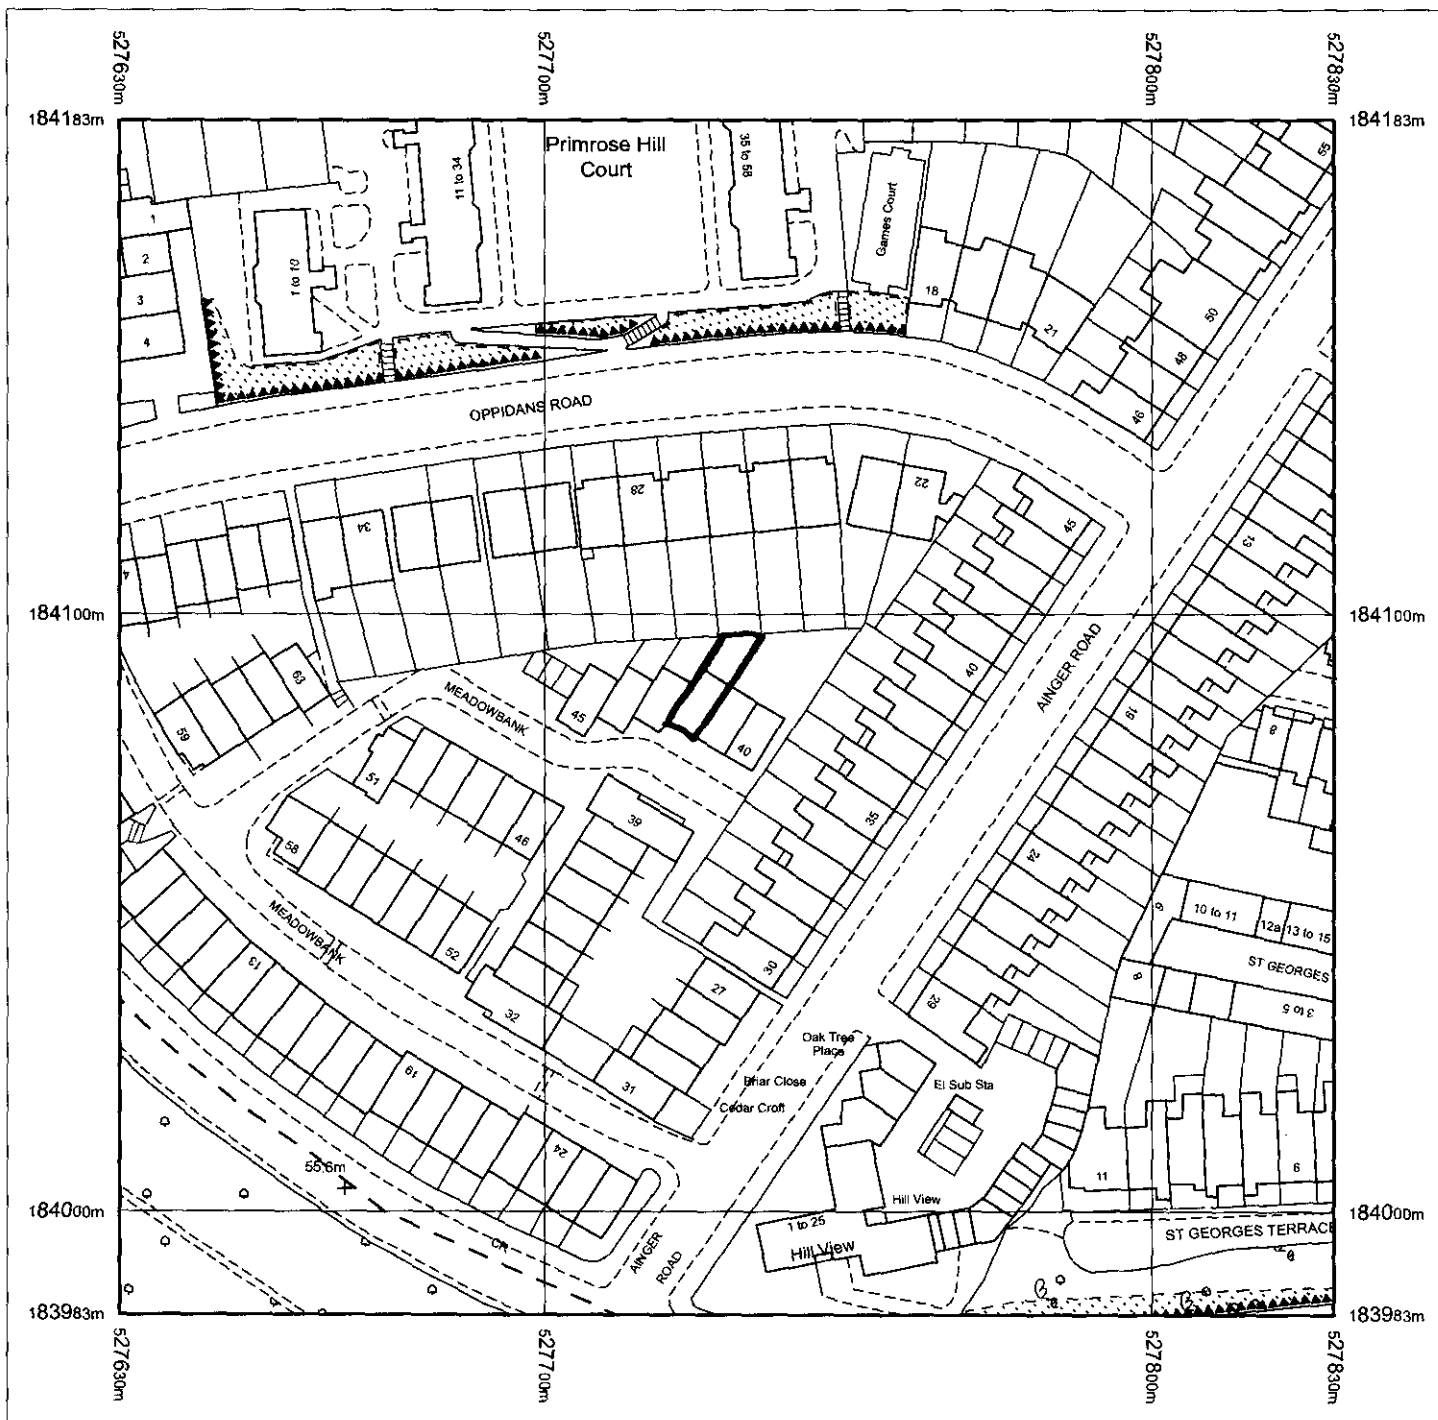 527630m
527700m
527800m
527830m
184183m
184183m
Primrose Hill
Court
11 to 34
35 to 58
Games Court
55
1
2
3
4
1 to 10
18
21
50
48
46
OPPIDANS ROAD
28
22
34
45
13
4
184100m
184100m
63
59
MEADOWBANK
45
40
40
AINGER ROAD
19
8
51
46
58
39
35
24
MEADOWBANK
52
13
32
27
30
29
9
10 to 11
12a
13 to 15
ST GEORGES
8
3 to 5
Oak Tree
Place
El Sub Sta
Briar Close
Cedar Croft
31
19
24
55.6m
11
6
184000m
184000m
Hill View
1 to 25
Hill View
ST GEORGES TERRACE
CR
AINGER
ROAD
183983m
183983m
527630m
527700m
527800m
527830m